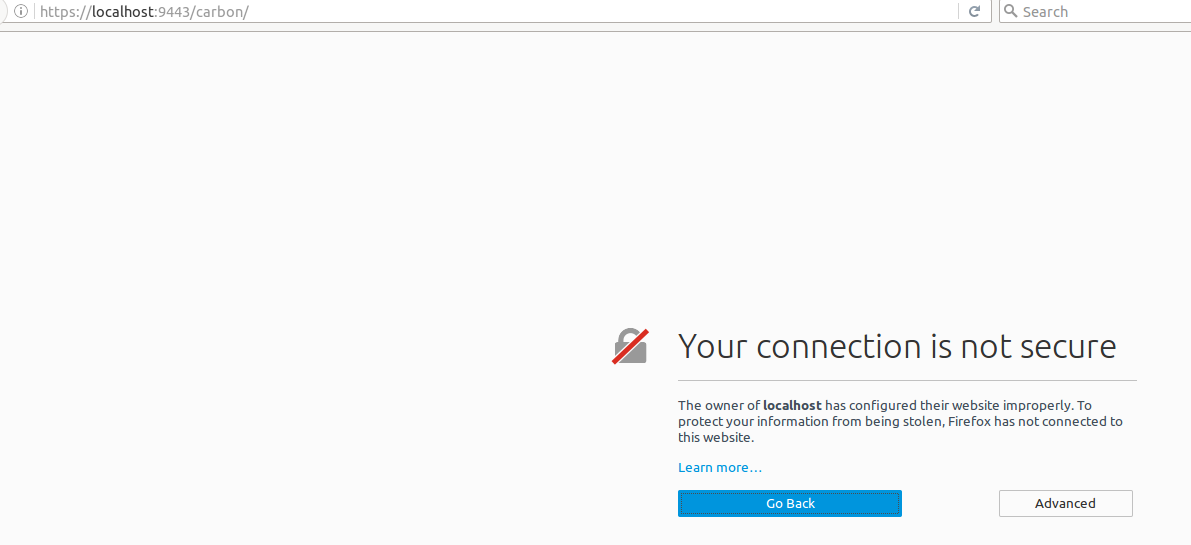 https://localhost:9443/carbon/
Search
Your connection is not secure
The owner of localhost has configured their website improperly. To
protect your information from being stolen, Firefox has not connected to
this website.
Learn more…
Go Back
Advanced